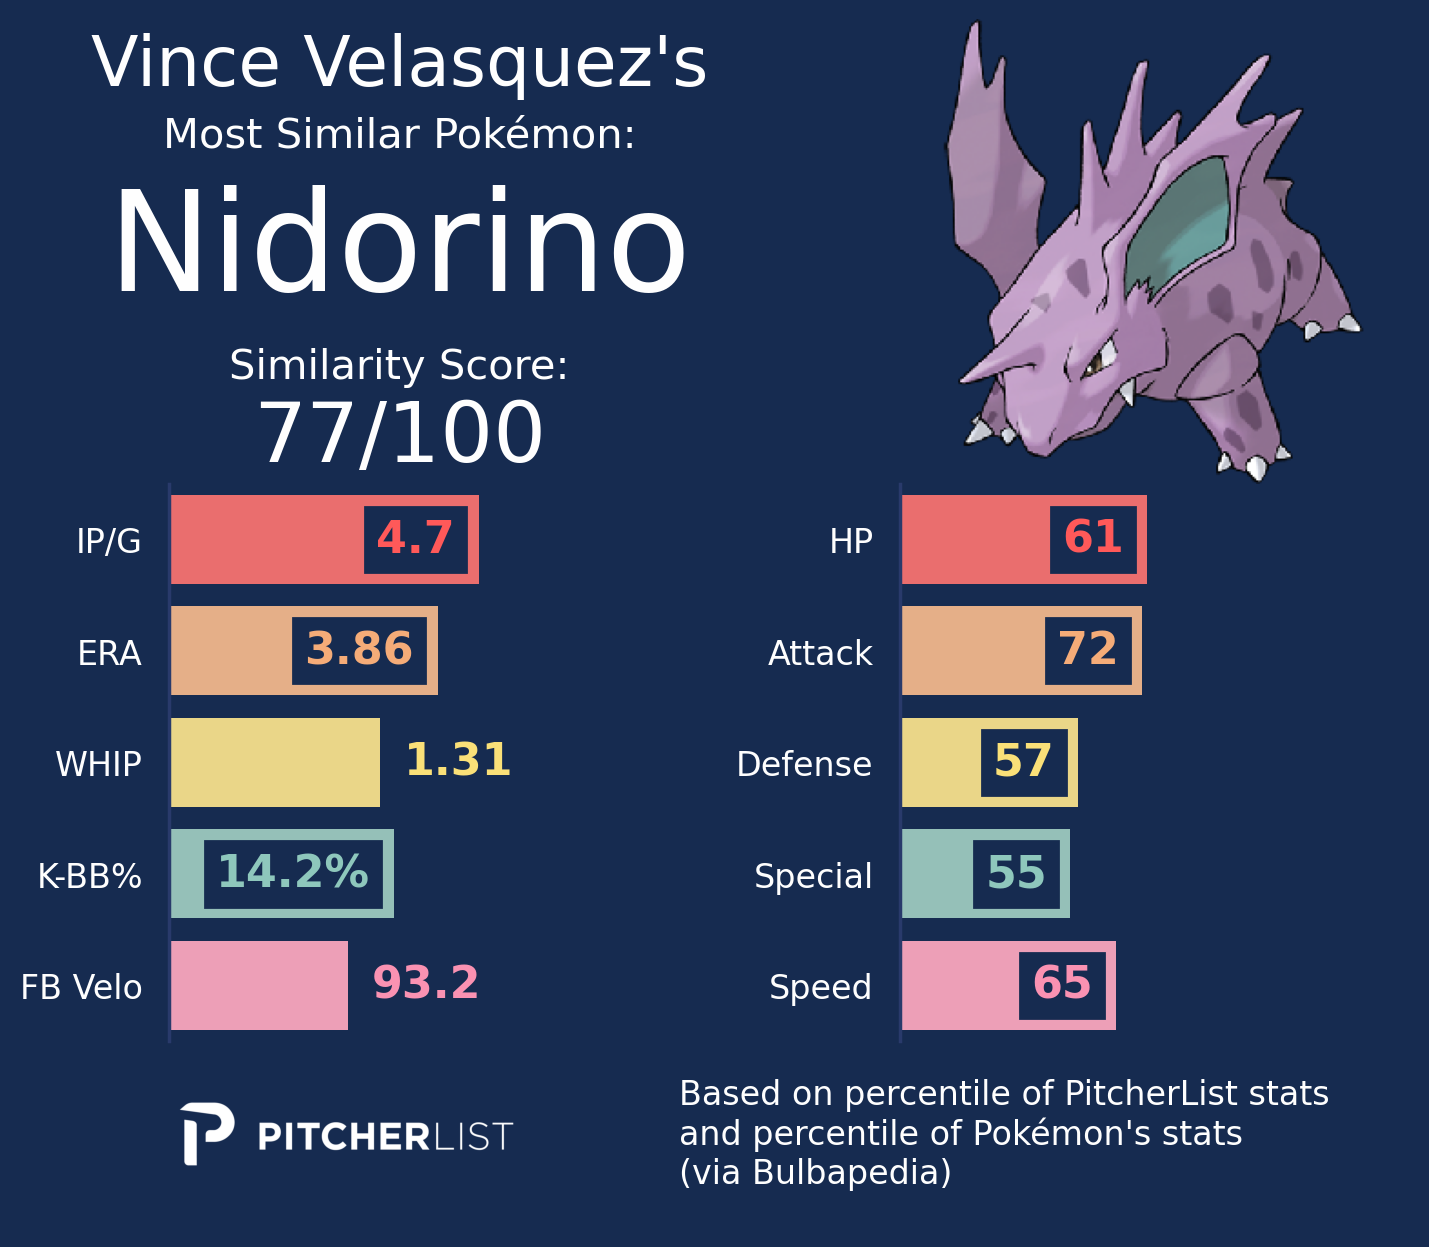 Vince Velasquez's
Most Similar Pokémon:
Nidorino
Similarity Score:
77/100
IP/G 4.7
ERA 3.86
WHIP 1.31
K-BB% 14.2%
FB Velo 93.2
HP 61
Attack 72
Defense 57
Special 55
Speed 65
PITCHERLIST
Based on percentile of PitcherList stats
and percentile of Pokémon's stats
(via Bulbapedia)